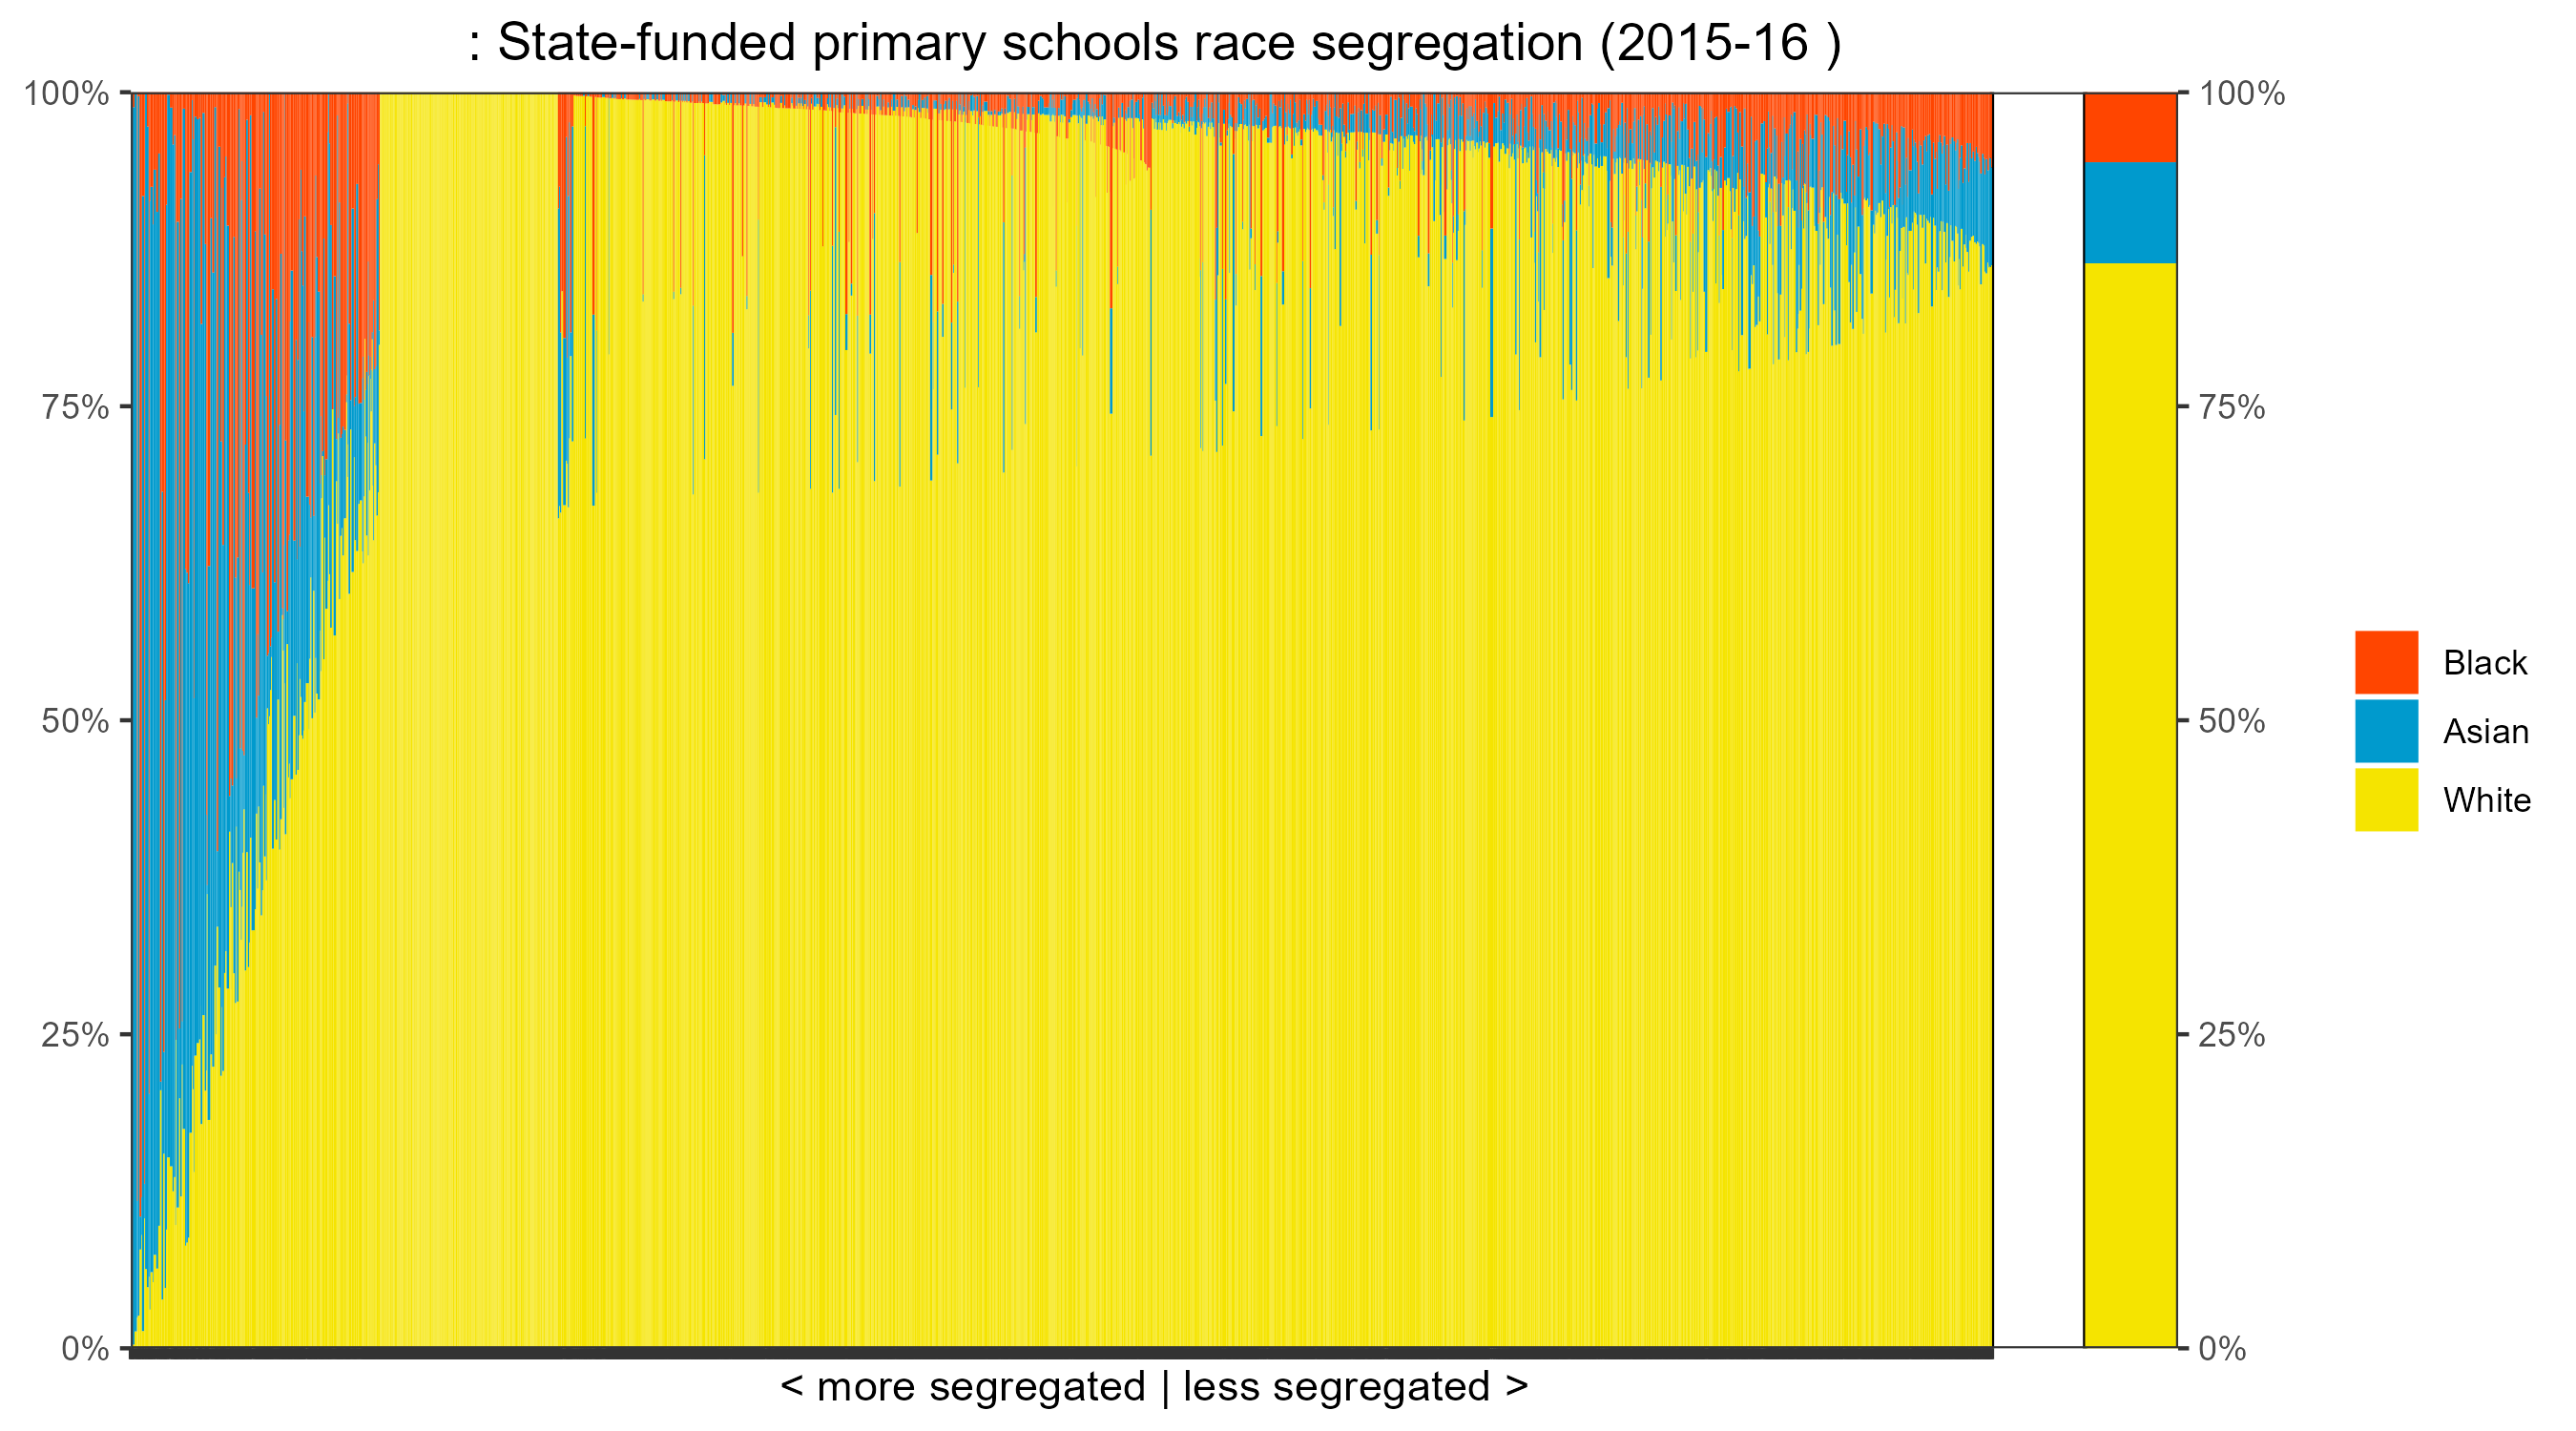 : State-funded primary schools race segregation (2015-16 )
100%
75%
50%
25%
0%
100%
75%
50%
25%
0%
Black
Asian
White
< more segregated | less segregated >